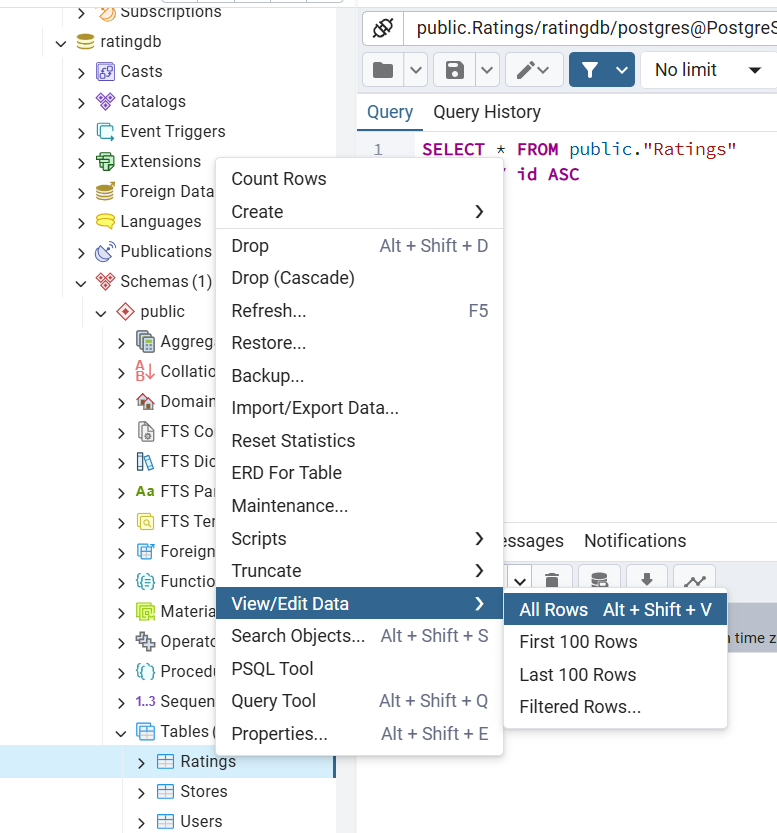 Subscriptions
ratingdb
Casts
Catalogs
Event Triggers
Extensions
Foreign Data
Languages
Publications
Schemas (1)
public
Aggreg
Collatio
Domain
FTS Co
FTS Dic
Aa FTS Par
FTS Ter
Foreign
Functio
Materia
Operato
Procedu
1..3 Sequen
Tables (
Ratings
Stores
Users
Count Rows
Create
Drop Alt + Shift + D
Drop (Cascade)
Refresh... F5
Restore...
Backup...
Import/Export Data...
Reset Statistics
ERD For Table
Maintenance...
Scripts
Truncate
View/Edit Data
Search Objects... Alt + Shift + S
PSQL Tool
Query Tool Alt + Shift + Q
Properties... Alt + Shift + E
All Rows Alt + Shift + V
First 100 Rows
Last 100 Rows
Filtered Rows...
public.Ratings/ratingdb/postgres@PostgreS
No limit
Query Query History
1 SELECT * FROM public."Ratings"
id ASC
essages Notifications
time z